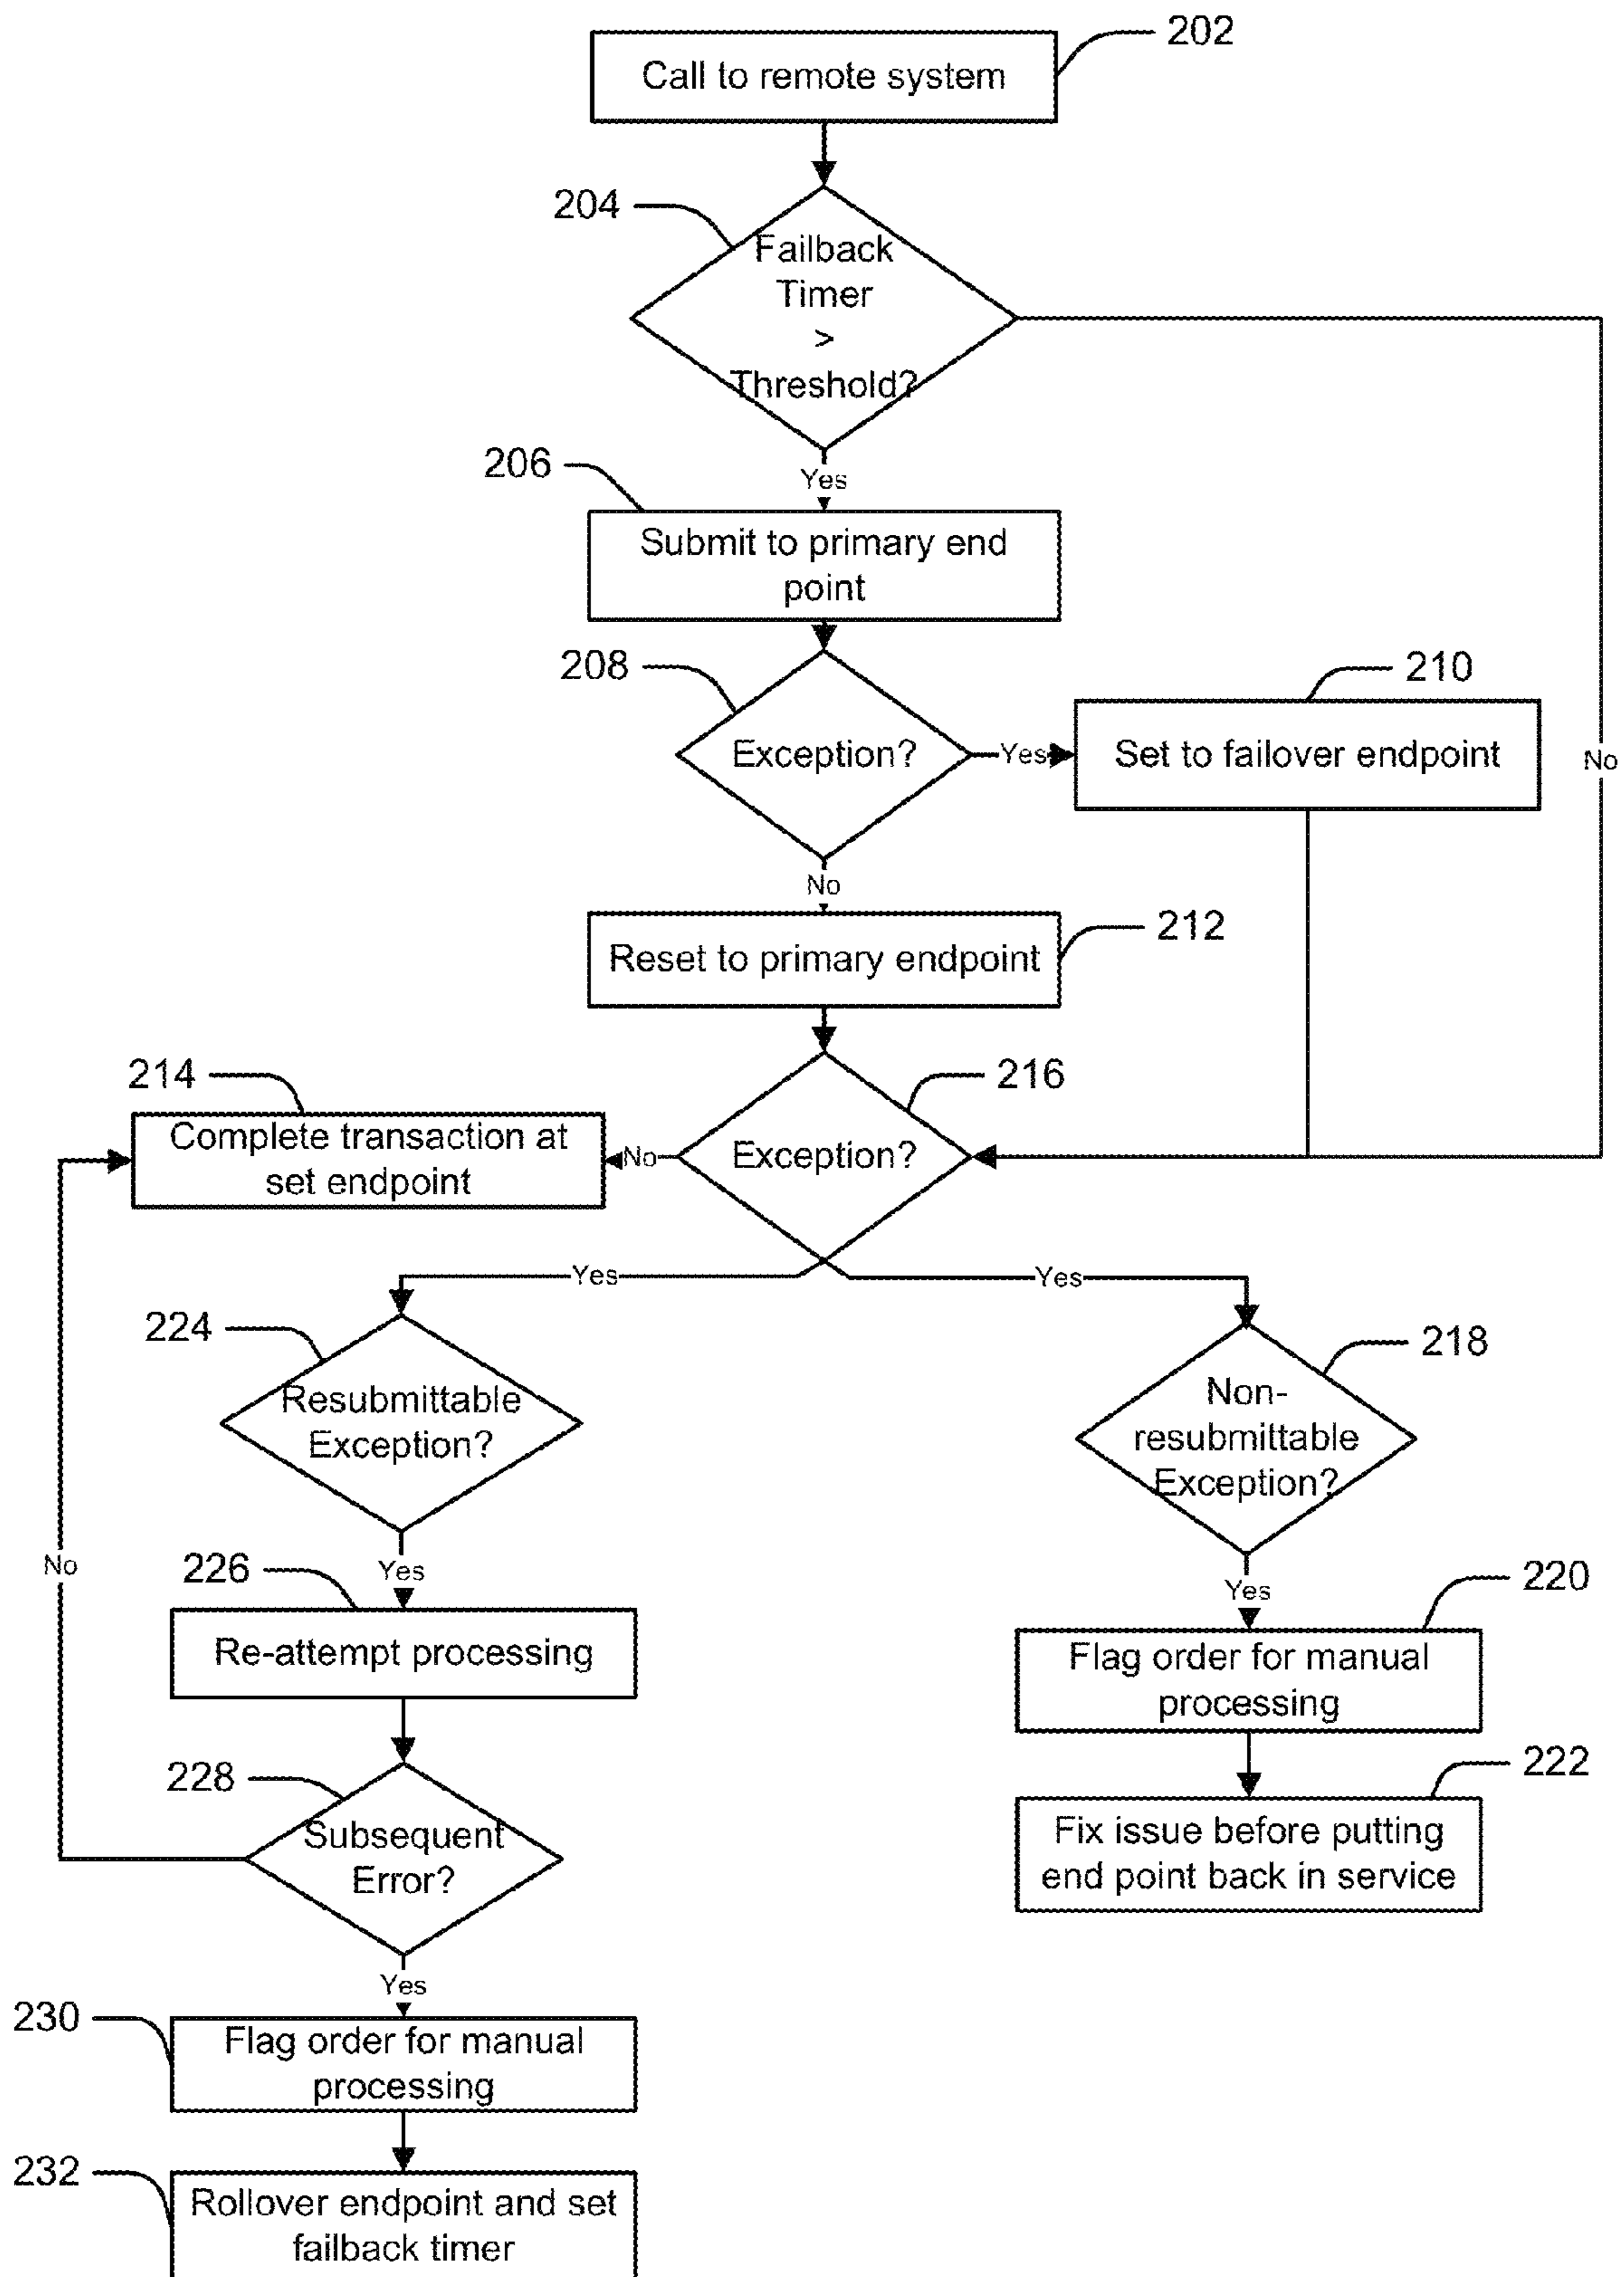 202
Call to remote system
204
Failback
Timer
>
Threshold?
Yes
206
Submit to primary end
point
208
Exception?
Yes
210
Set to failover endpoint
No
No
212
Reset to primary endpoint
214
Complete transaction at
set endpoint
No
216
Exception?
Yes
Yes
224
Resubmittable
Exception?
218
Non-
resubmittable
Exception?
No
Yes
226
Re-attempt processing
Yes
220
Flag order for manual
processing
228
Subsequent
Error?
222
Fix issue before putting
end point back in service
Yes
230
Flag order for manual
processing
232
Rollover endpoint and set
failback timer